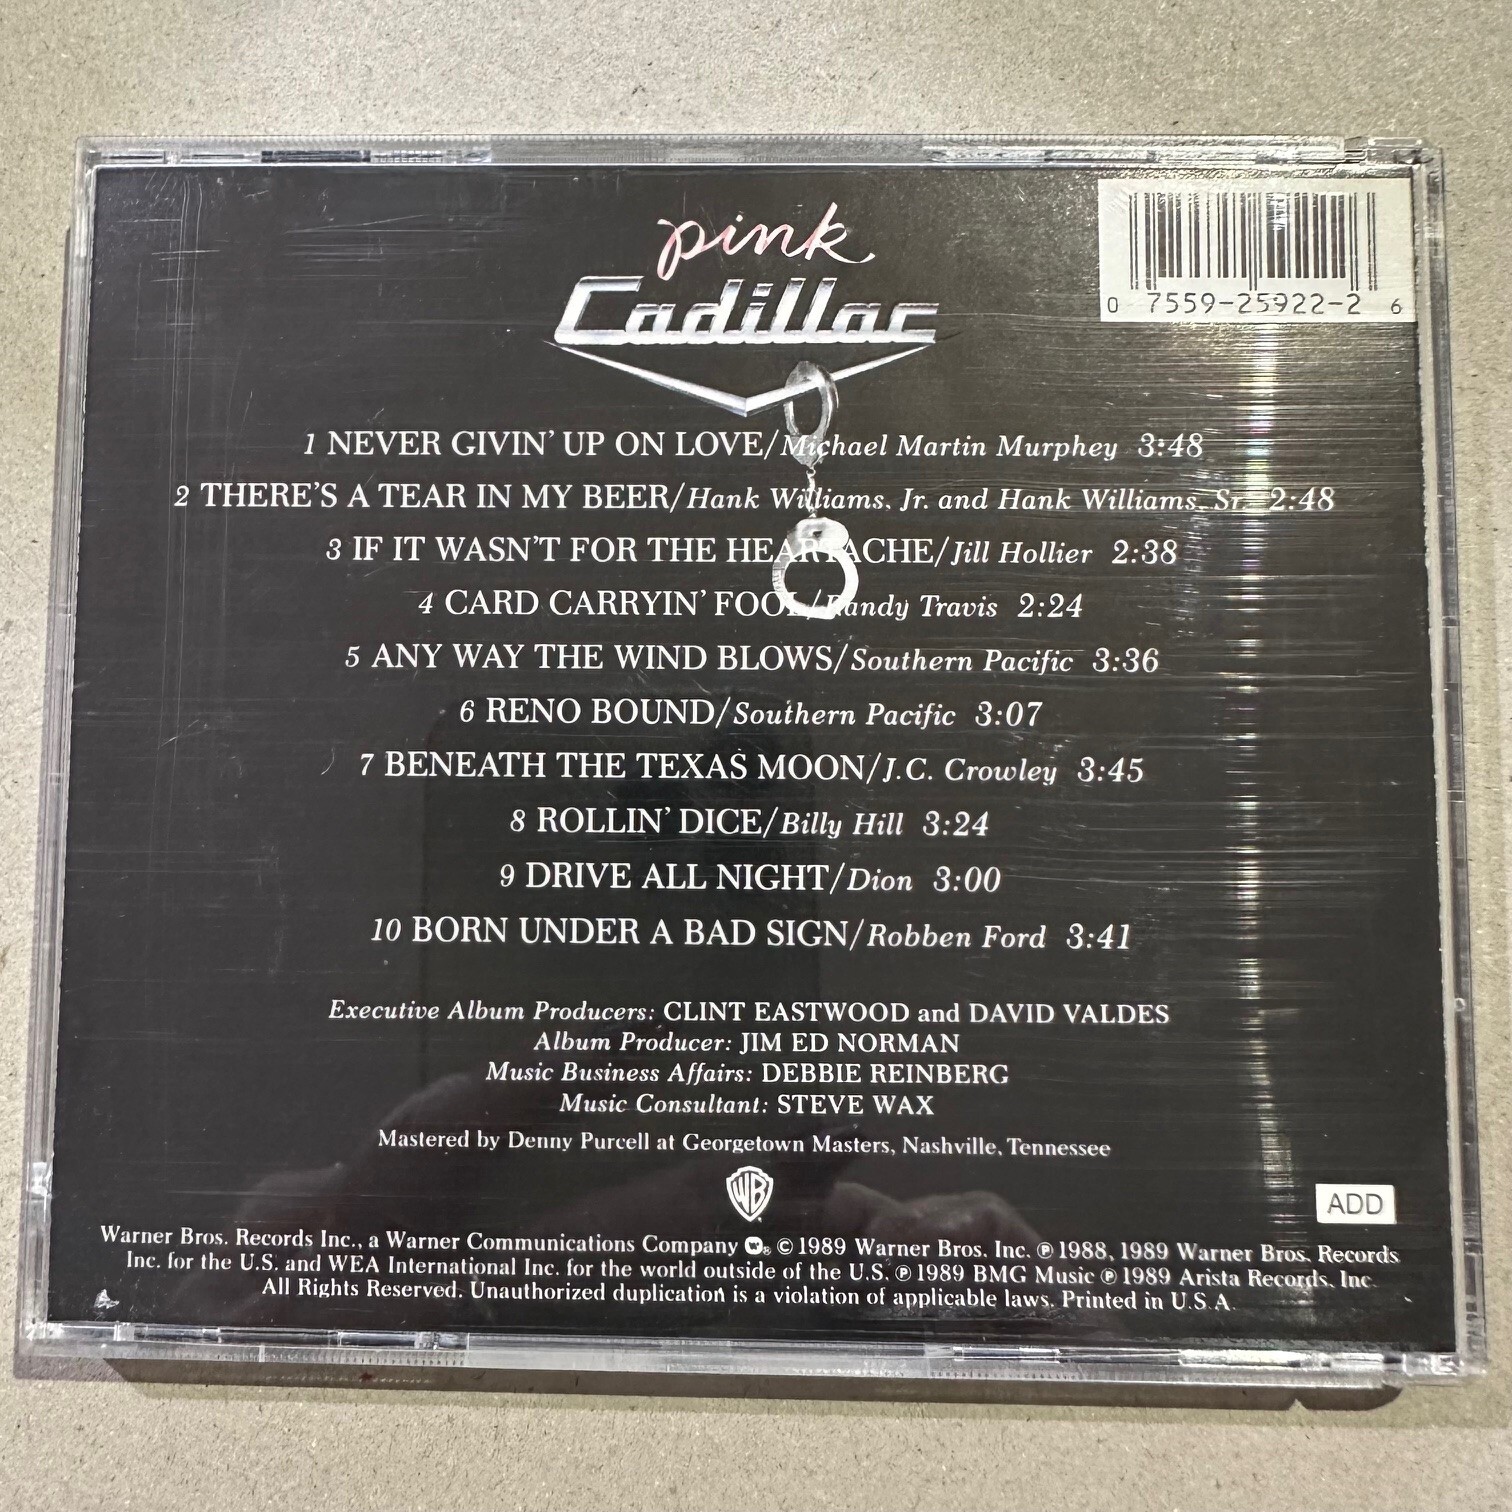 pink
Cadillac
0 7559-25922-2 6
1 NEVER GIVIN' UP ON LOVE/Michael Martin Murphey 3:48
2 THERE'S A TEAR IN MY BEER/Hank Williams, Jr. and Hank Williams, Sr. 2:48
3 IF IT WASN'T FOR THE HEARTACHE/Jill Hollier 2:38
4 CARD CARRYIN' FOOL/Randy Travis 2:24
5 ANY WAY THE WIND BLOWS/Southern Pacific 3:36
6 RENO BOUND/Southern Pacific 3:07
7 BENEATH THE TEXAS MOON/J.C. Crowley 3:45
8 ROLLIN' DICE/Billy Hill 3:24
9 DRIVE ALL NIGHT/Dion 3:00
10 BORN UNDER A BAD SIGN/Robben Ford 3:41
Executive Album Producers: CLINT EASTWOOD and DAVID VALDES
Album Producer: JIM ED NORMAN
Music Business Affairs: DEBBIE REINBERG
Music Consultant: STEVE WAX
Mastered by Denny Purcell at Georgetown Masters, Nashville, Tennessee
WB
ADD
Warner Bros. Records Inc., a Warner Communications Company ® © 1989 Warner Bros. Inc. ℗ 1988, 1989 Warner Bros. Records
Inc. for the U.S. and WEA International Inc. for the world outside of the U.S. ℗ 1989 BMG Music ℗ 1989 Arista Records, Inc.
All Rights Reserved. Unauthorized duplication is a violation of applicable laws. Printed in U.S.A.